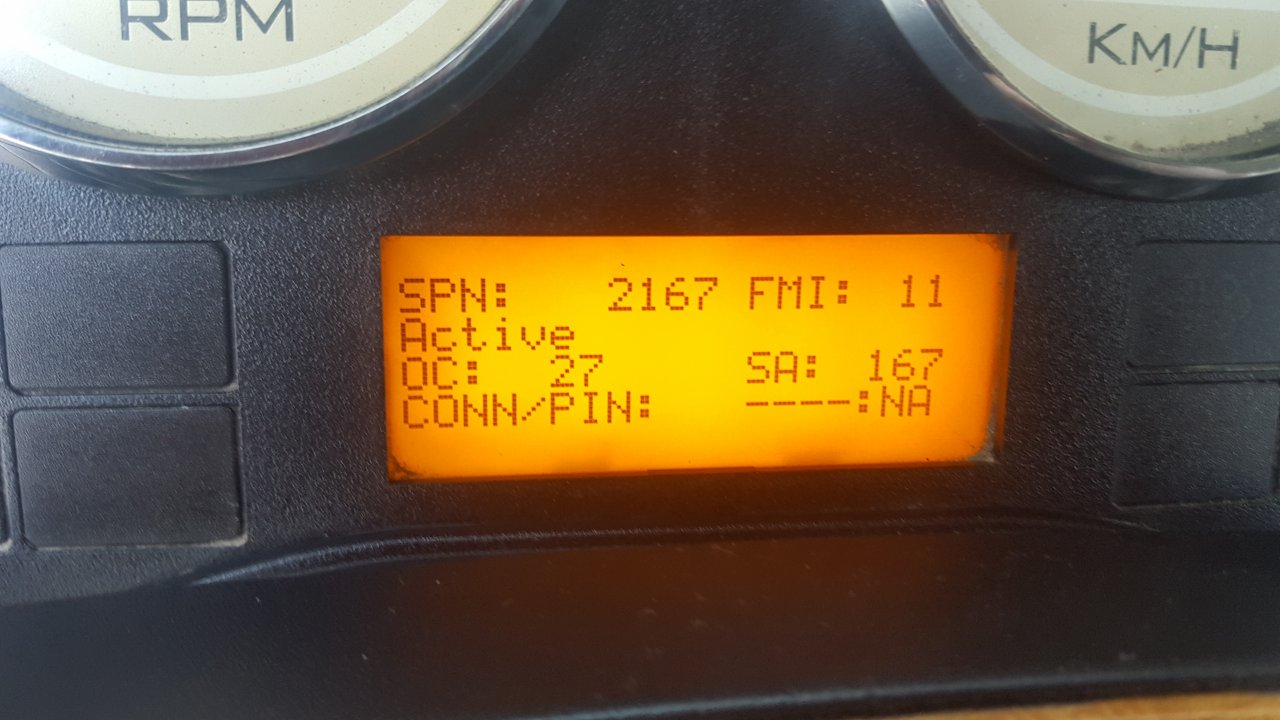 RPM
KM/H
SPN: 2167 FMI: 11
Active
OC: 27 SA: 167
CONN/PIN: ----:NA